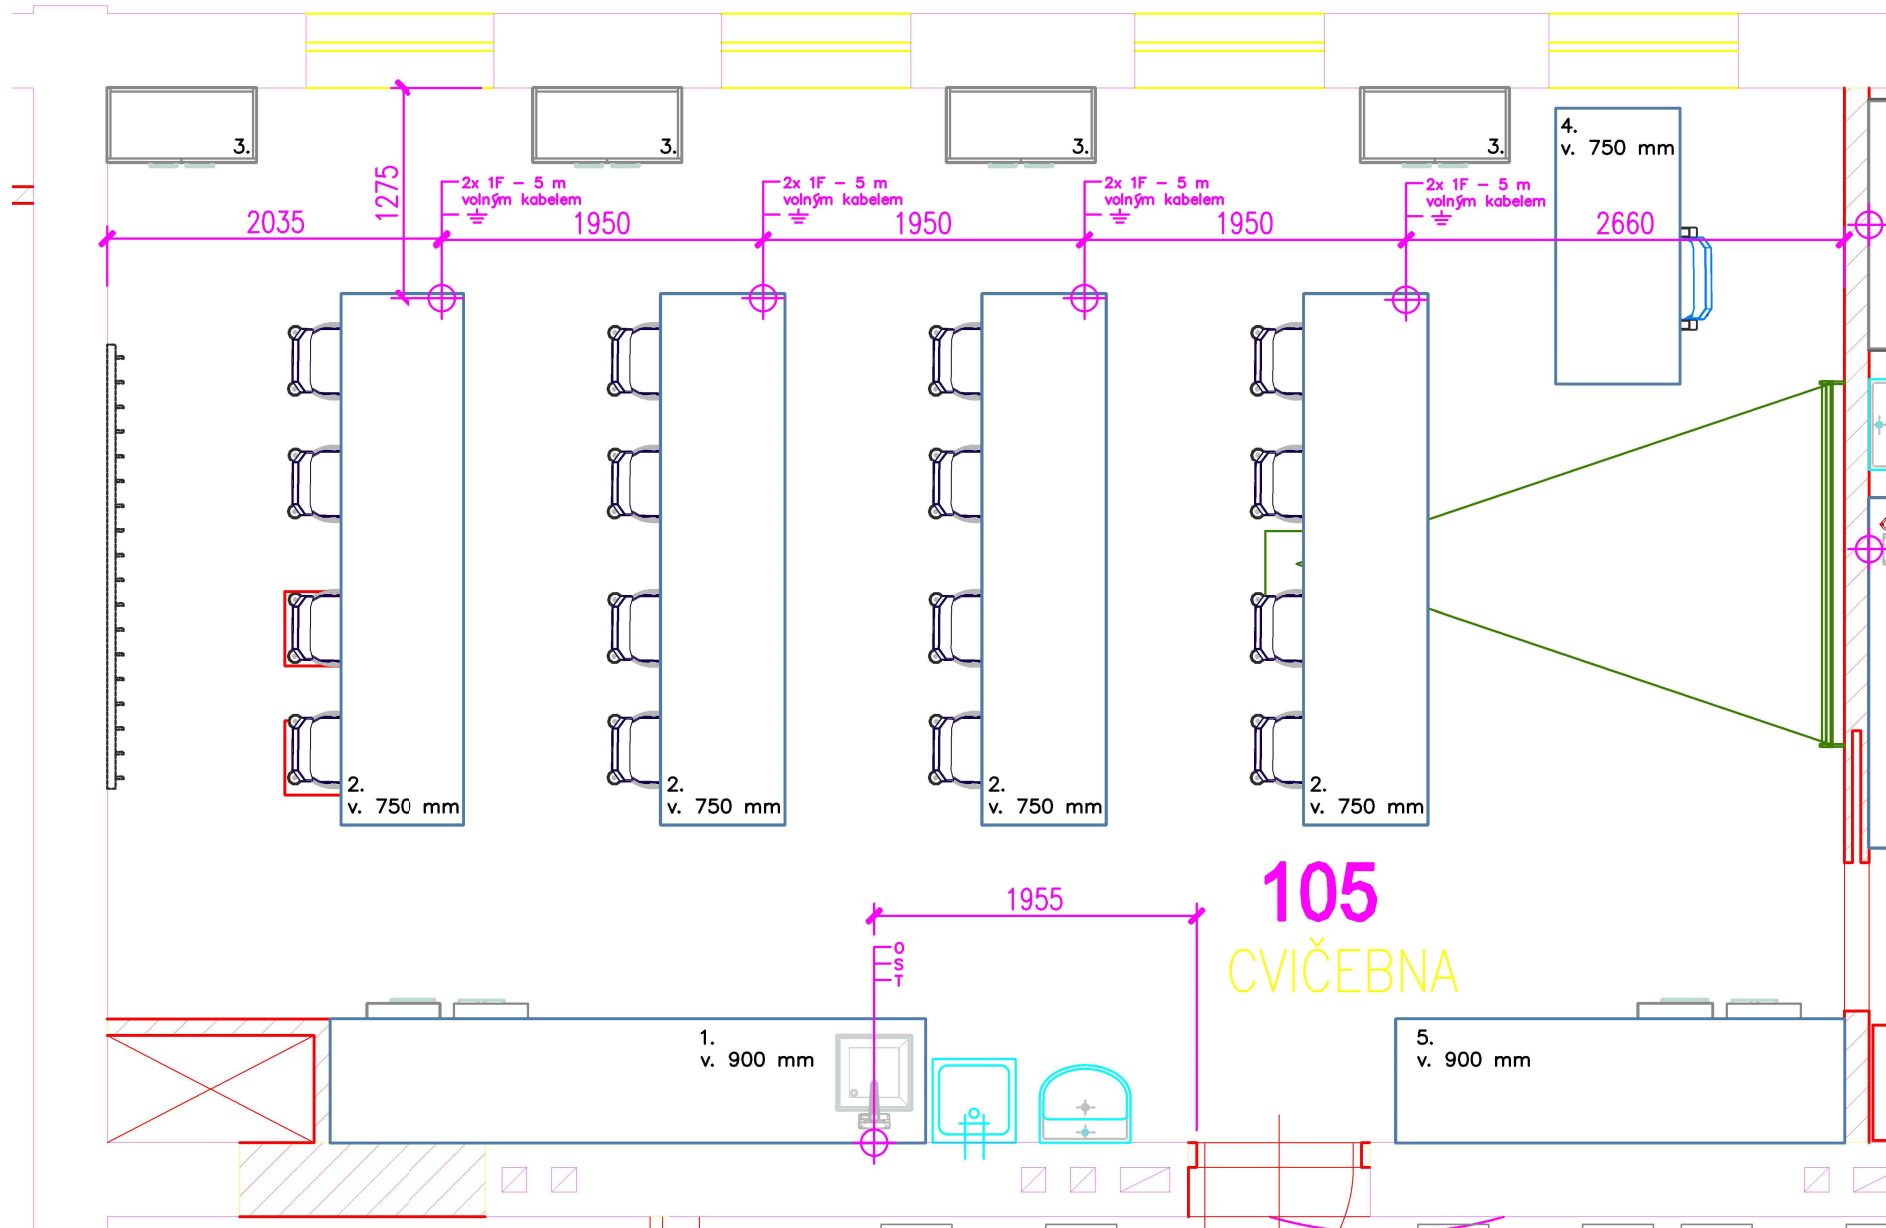 4.
v. 750 mm
3.
3.
3.
3.
1275
2x 1F – 5 m
volným kabelem
2x 1F – 5 m
volným kabelem
2x 1F – 5 m
volným kabelem
2x 1F – 5 m
volným kabelem
2035
1950
1950
1950
2660
2.
v. 750 mm
2.
v. 750 mm
2.
v. 750 mm
2.
v. 750 mm
1955
105
CVIČEBNA
O
S
T
1.
v. 900 mm
5.
v. 900 mm